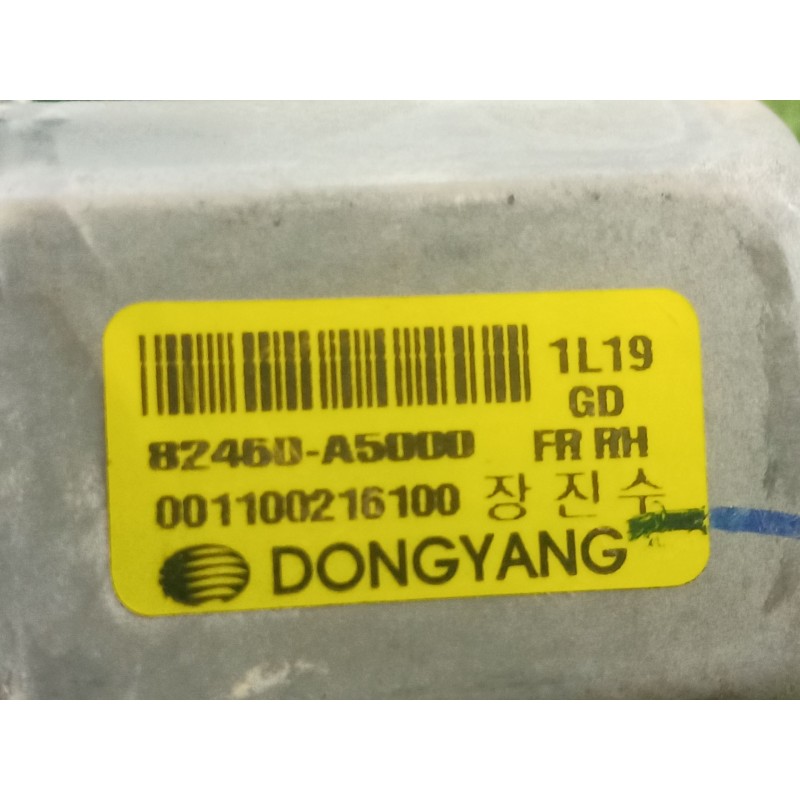 1L19
GD
82460-A5000 FR RH
001100216100 장진수
DONGYANG